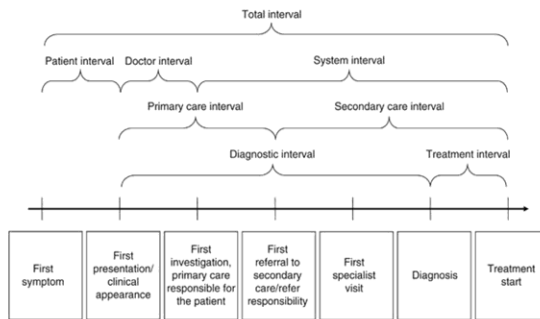 Total interval
Patient interval Doctor interval System interval
Primary care interval Secondary care interval
Diagnostic interval Treatment interval
First
symptom
First
presentation/
clinical
appearance
First
investigation,
primary care
responsible for
the patient
First
referral to
secondary
care/refer
responsibility
First
specialist
visit
Diagnosis
Treatment
start